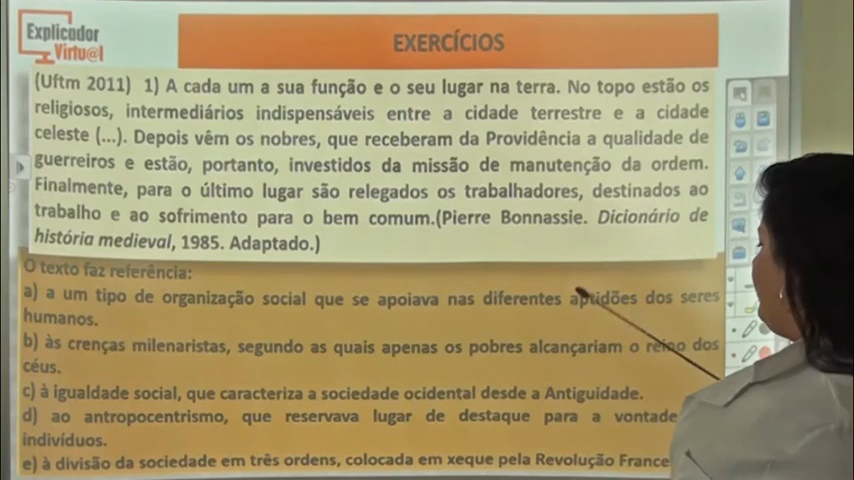 Explicador
Virtu@l
EXERCÍCIOS
(Uftm 2011) 1) A cada um a sua função e o seu lugar na terra. No topo estão os
religiosos, intermediários indispensáveis entre a cidade terrestre e a cidade
celeste (...). Depois vêm os nobres, que receberam da Providência a qualidade de
guerreiros e estão, portanto, investidos da missão de manutenção da ordem.
Finalmente, para o último lugar são relegados os trabalhadores, destinados ao
trabalho e ao sofrimento para o bem comum.(Pierre Bonnassie. Dicionário de
história medieval, 1985. Adaptado.)
O texto faz referência:
a) a um tipo de organização social que se apoiava nas diferentes aptidões dos seres
humanos.
b) às crenças milenaristas, segundo as quais apenas os pobres alcançariam o reino dos
céus.
c) à igualdade social, que caracteriza a sociedade ocidental desde a Antiguidade.
d) ao antropocentrismo, que reservava lugar de destaque para a vontade
indivíduos.
e) à divisão da sociedade em três ordens, colocada em xeque pela Revolução France